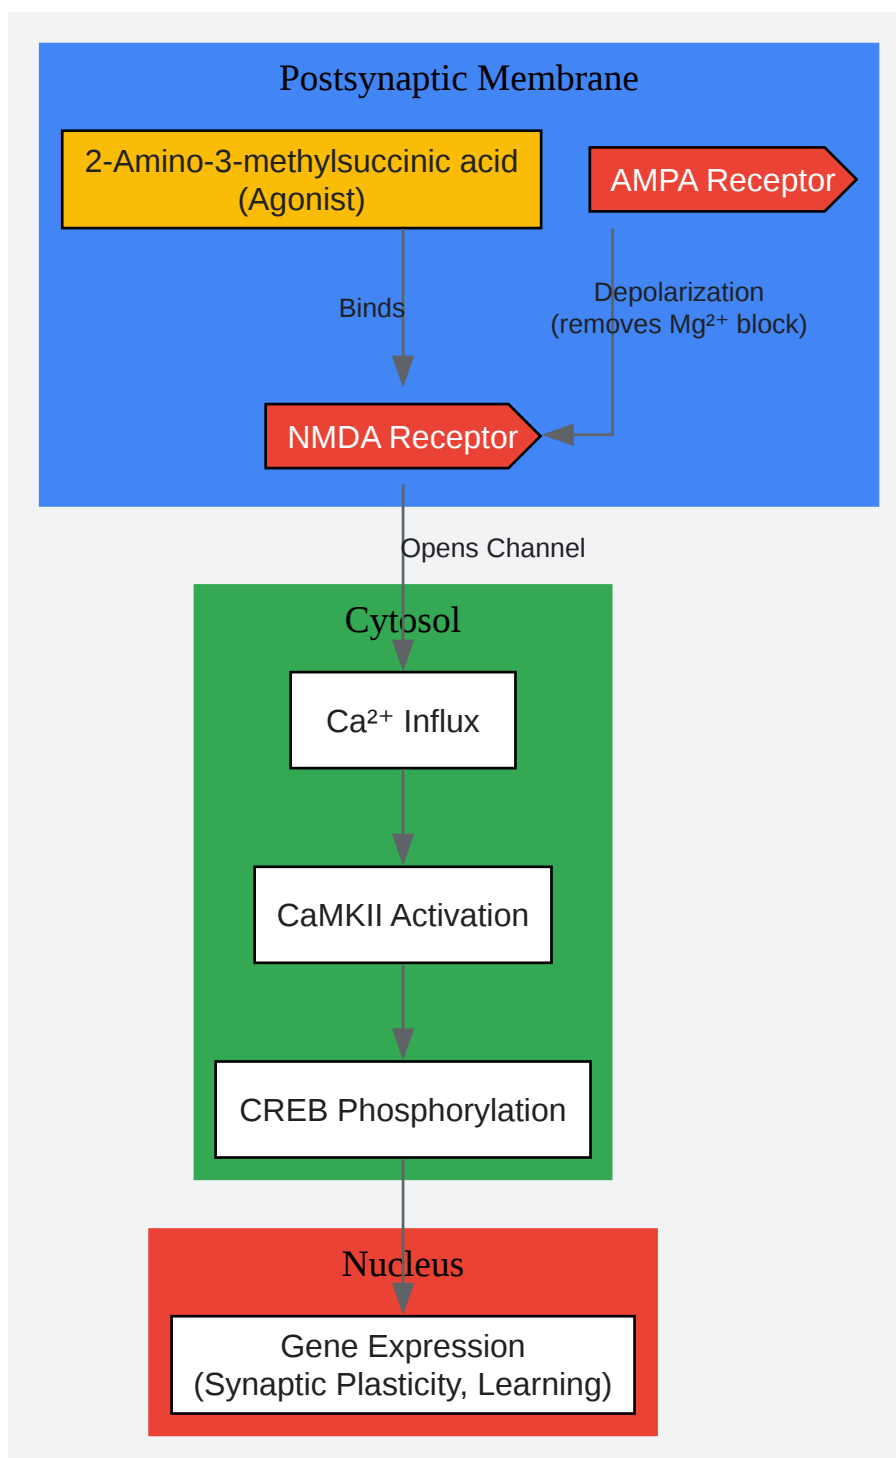 Postsynaptic Membrane
2-Amino-3-methylsuccinic acid
(Agonist)
AMPA Receptor
Binds
Depolarization
(removes Mg²⁺ block)
NMDA Receptor
Opens Channel
Cytosol
Ca²⁺ Influx
CaMKII Activation
CREB Phosphorylation
Nucleus
Gene Expression
(Synaptic Plasticity, Learning)